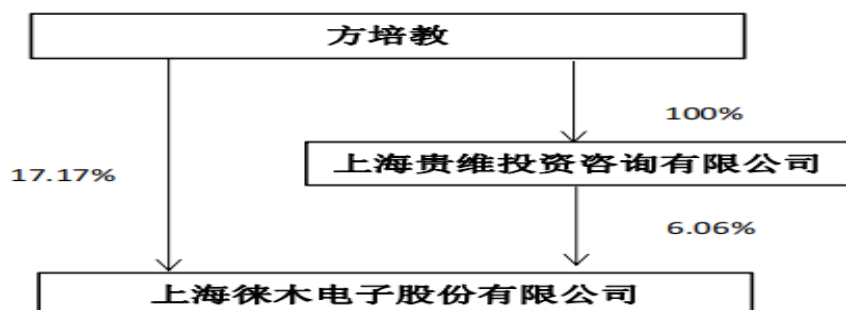 方培教
100%
上海贵维投资咨询有限公司
17.17%
6.06%
上海徕木电子股份有限公司